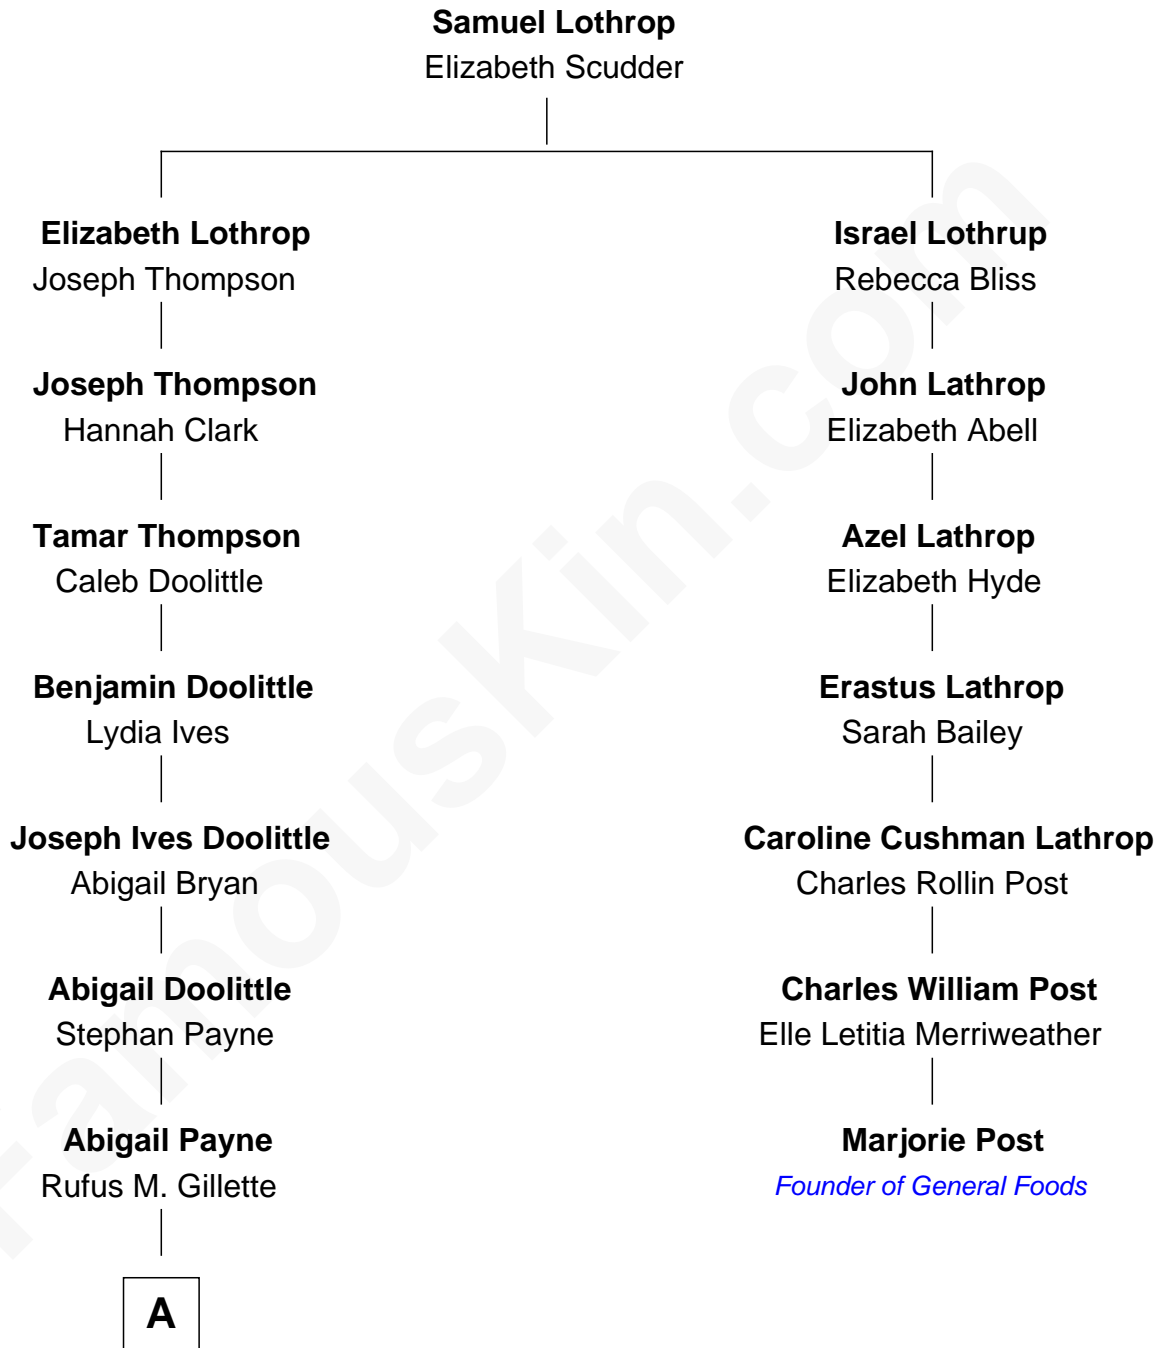 Samuel Lothrop
Elizabeth Scudder
Elizabeth Lothrop
Joseph Thompson
Israel Lothrup
Rebecca Bliss
Joseph Thompson
Hannah Clark
John Lathrop
Elizabeth Abell
Tamar Thompson
Caleb Doolittle
Azel Lathrop
Elizabeth Hyde
Benjamin Doolittle
Lydia Ives
Erastus Lathrop
Sarah Bailey
Joseph Ives Doolittle
Abigail Bryan
Caroline Cushman Lathrop
Charles Rollin Post
Abigail Doolittle
Stephan Payne
Charles William Post
Elle Letitia Merriweather
Abigail Payne
Rufus M. Gillette
Marjorie Post
Founder of General Foods
A
FamousKin.com